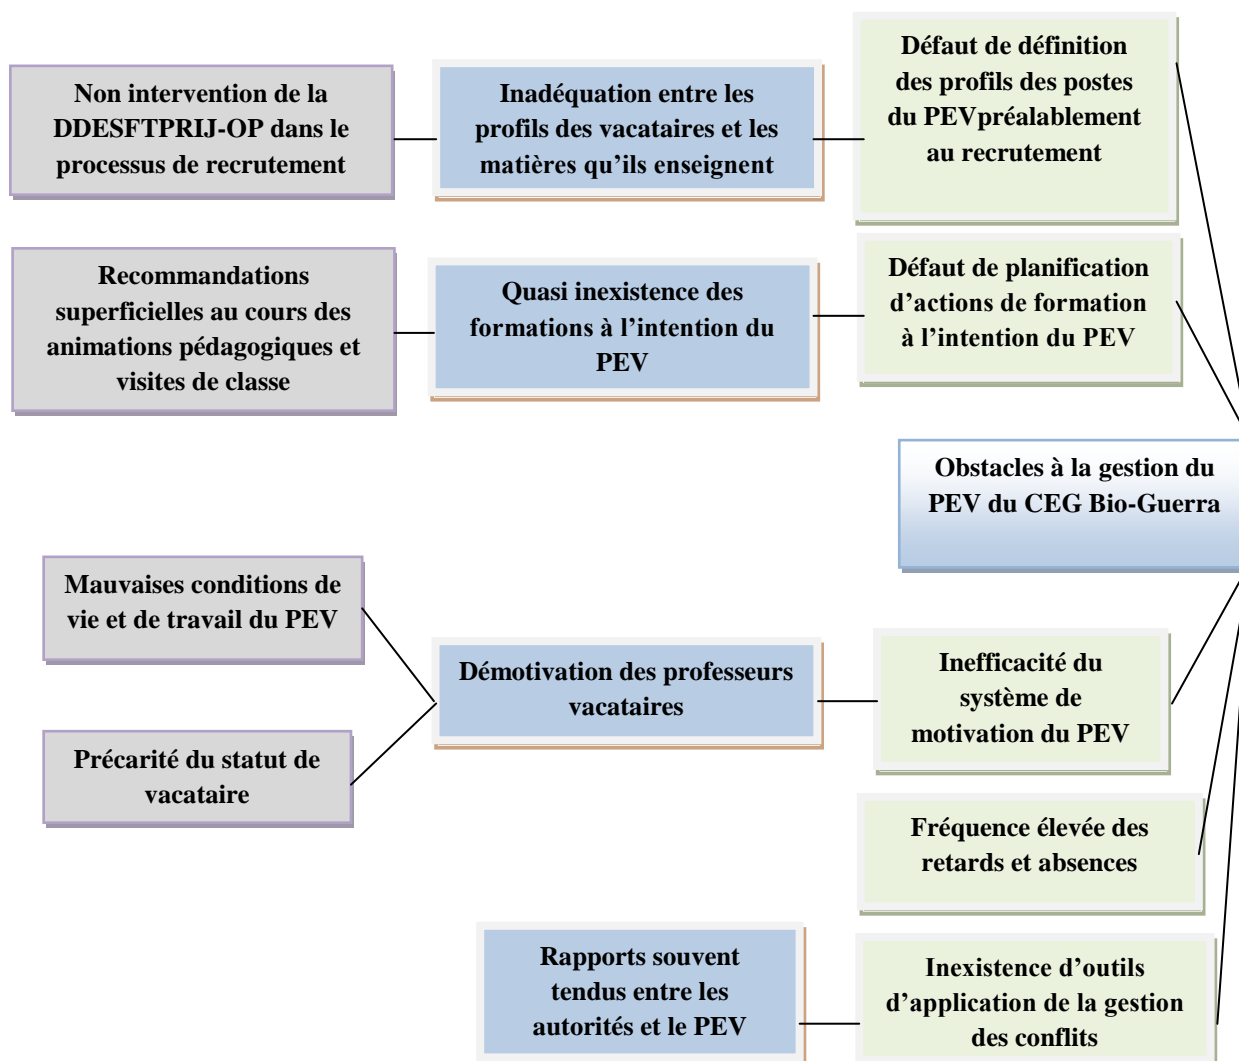 Non intervention de la
DDESFTPRIJ-OP dans le
processus de recrutement
Inadéquation entre les
profils des vacataires et les
matières qu’ils enseignent
Défaut de définition
des profils des postes
du PEVpréalablement
au recrutement
Recommandations
superficielles au cours des
animations pédagogiques et
visites de classe
Quasi inexistence des
formations à l’intention du
PEV
Défaut de planification
d’actions de formation
à l’intention du PEV
Obstacles à la gestion du
PEV du CEG Bio-Guerra
Mauvaises conditions de
vie et de travail du PEV
Précarité du statut de
vacataire
Démotivation des professeurs
vacataires
Inefficacité du
système de
motivation du PEV
Fréquence élevée des
retards et absences
Rapports souvent
tendus entre les
autorités et le PEV
Inexistence d’outils
d’application de la gestion
des conflits